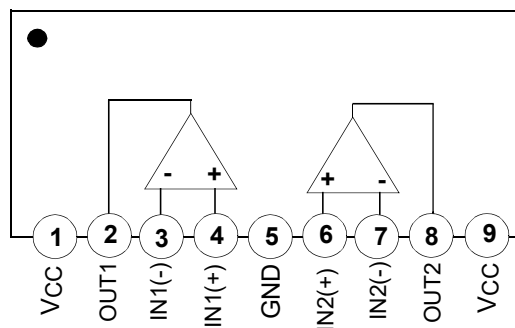 - + + -
1 2 3 4 5 6 7 8 9
VCC OUT1 IN1(-) IN1(+) GND IN2(+) IN2(-) OUT2 VCC